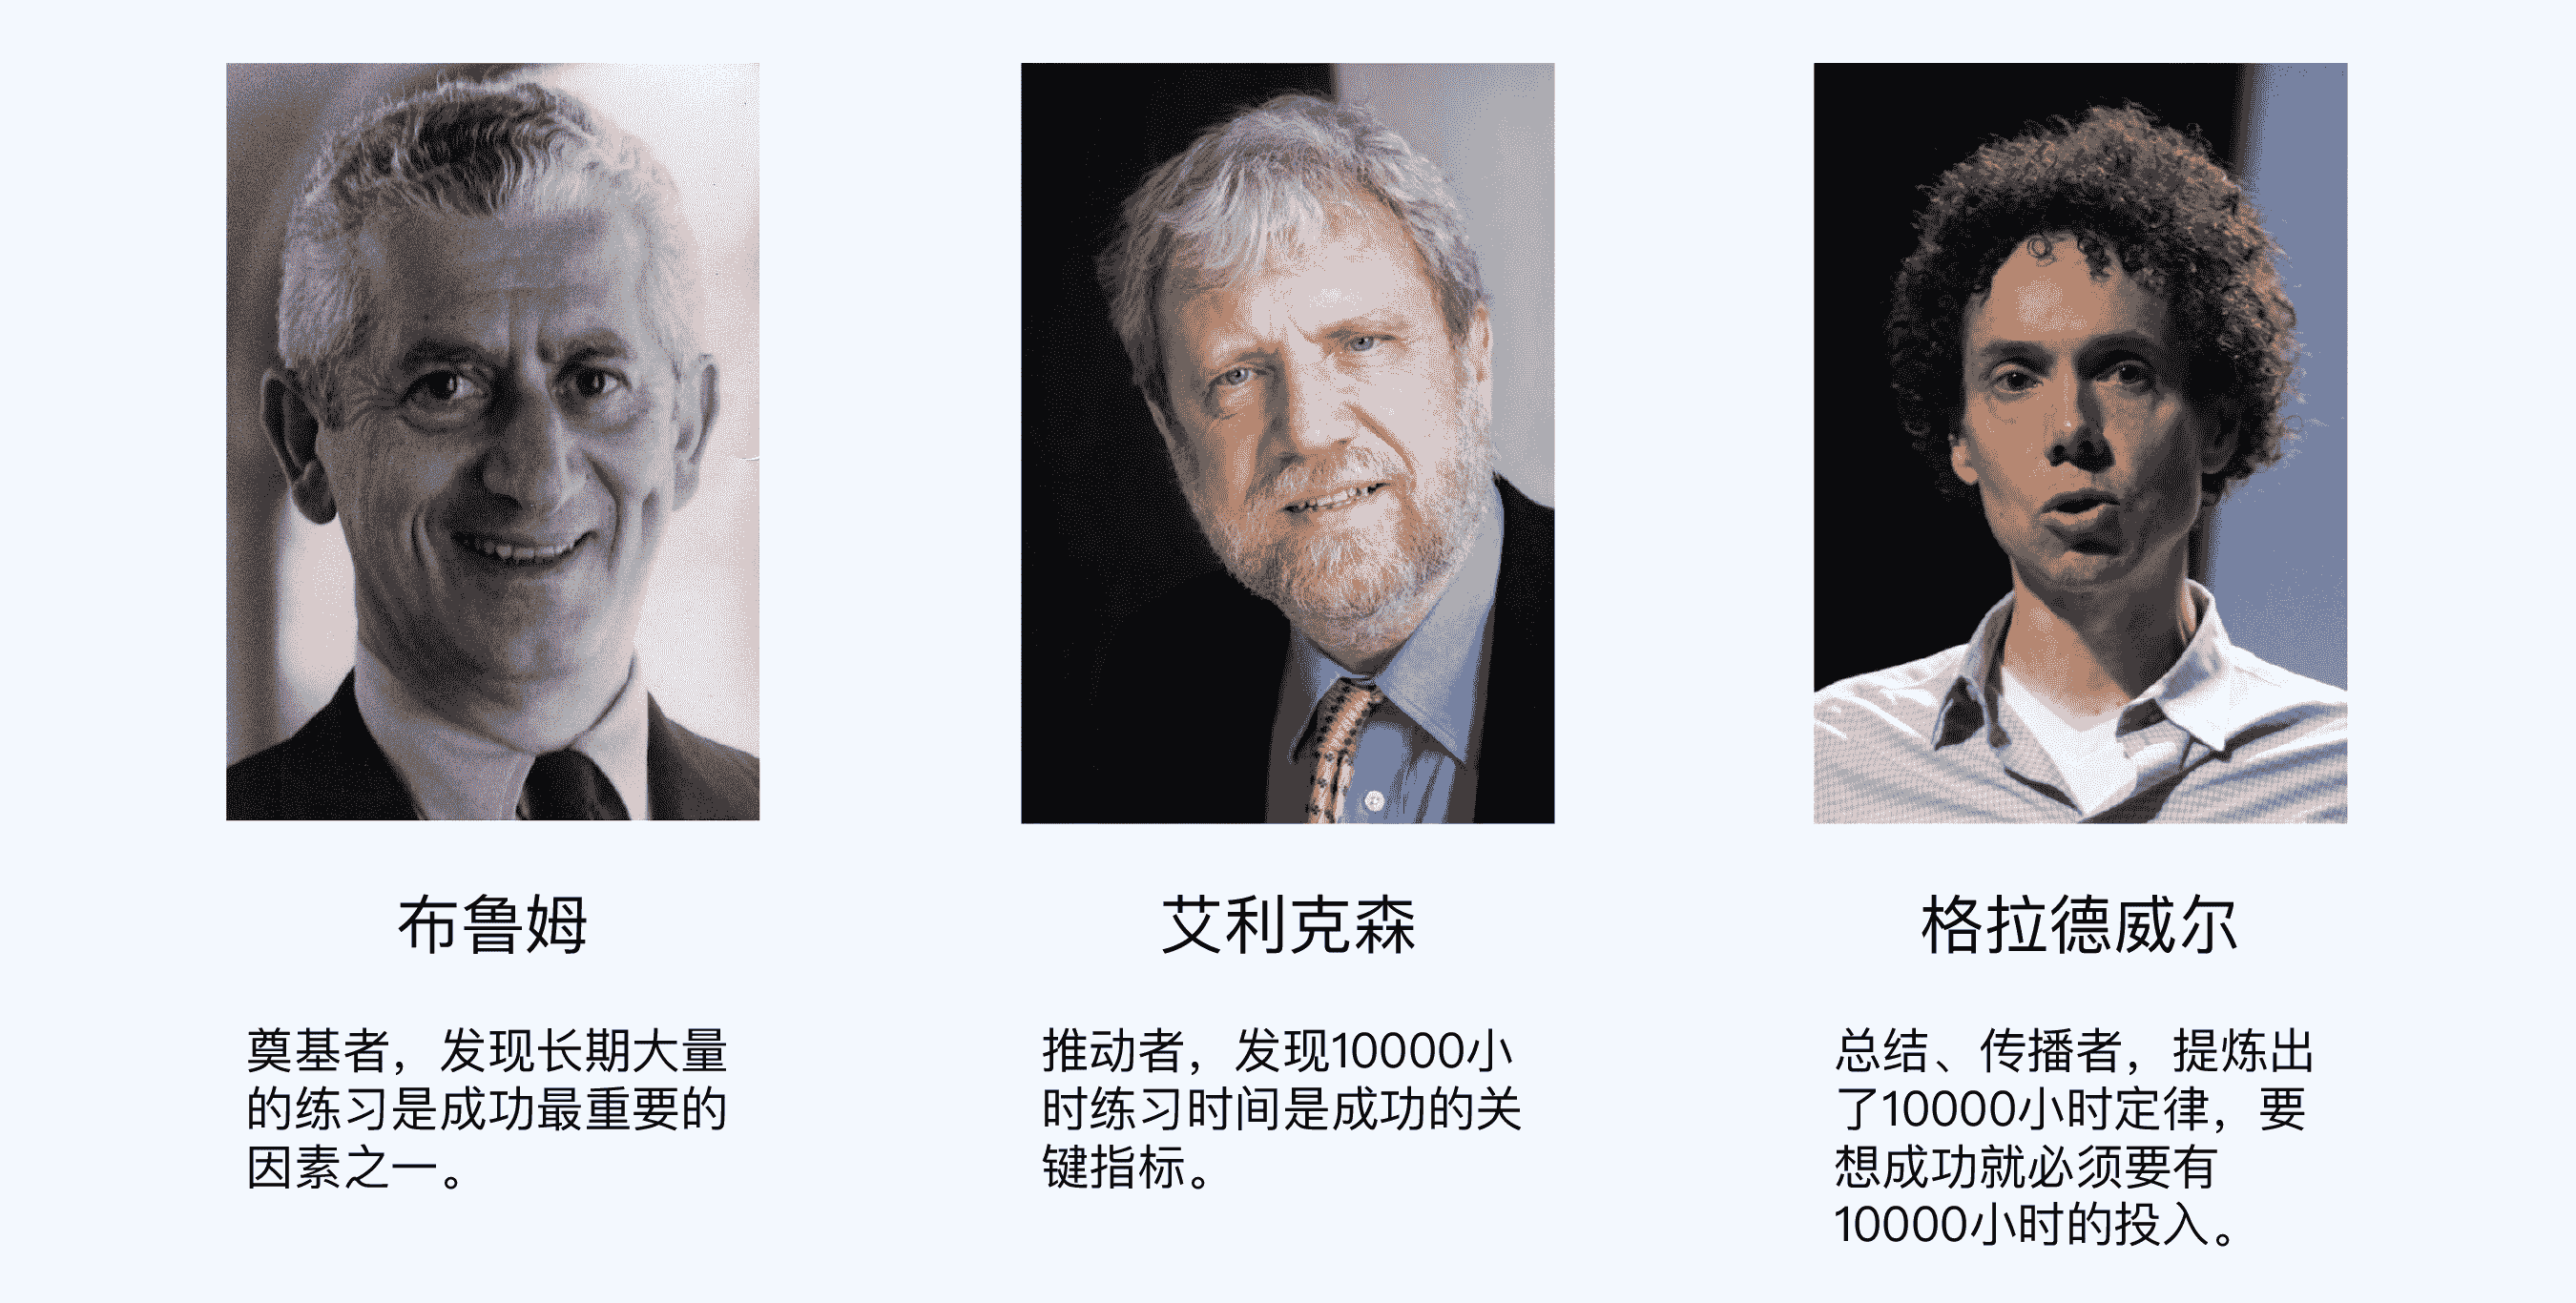 布鲁姆
奠基者，发现长期大量
的练习是成功最重要的
因素之一。
艾利克森
推动者，发现10000小
时练习时间是成功的关
键指标。
格拉德威尔
总结、传播者，提炼出
了10000小时定律，要
想成功就必须要有
10000小时的投入。